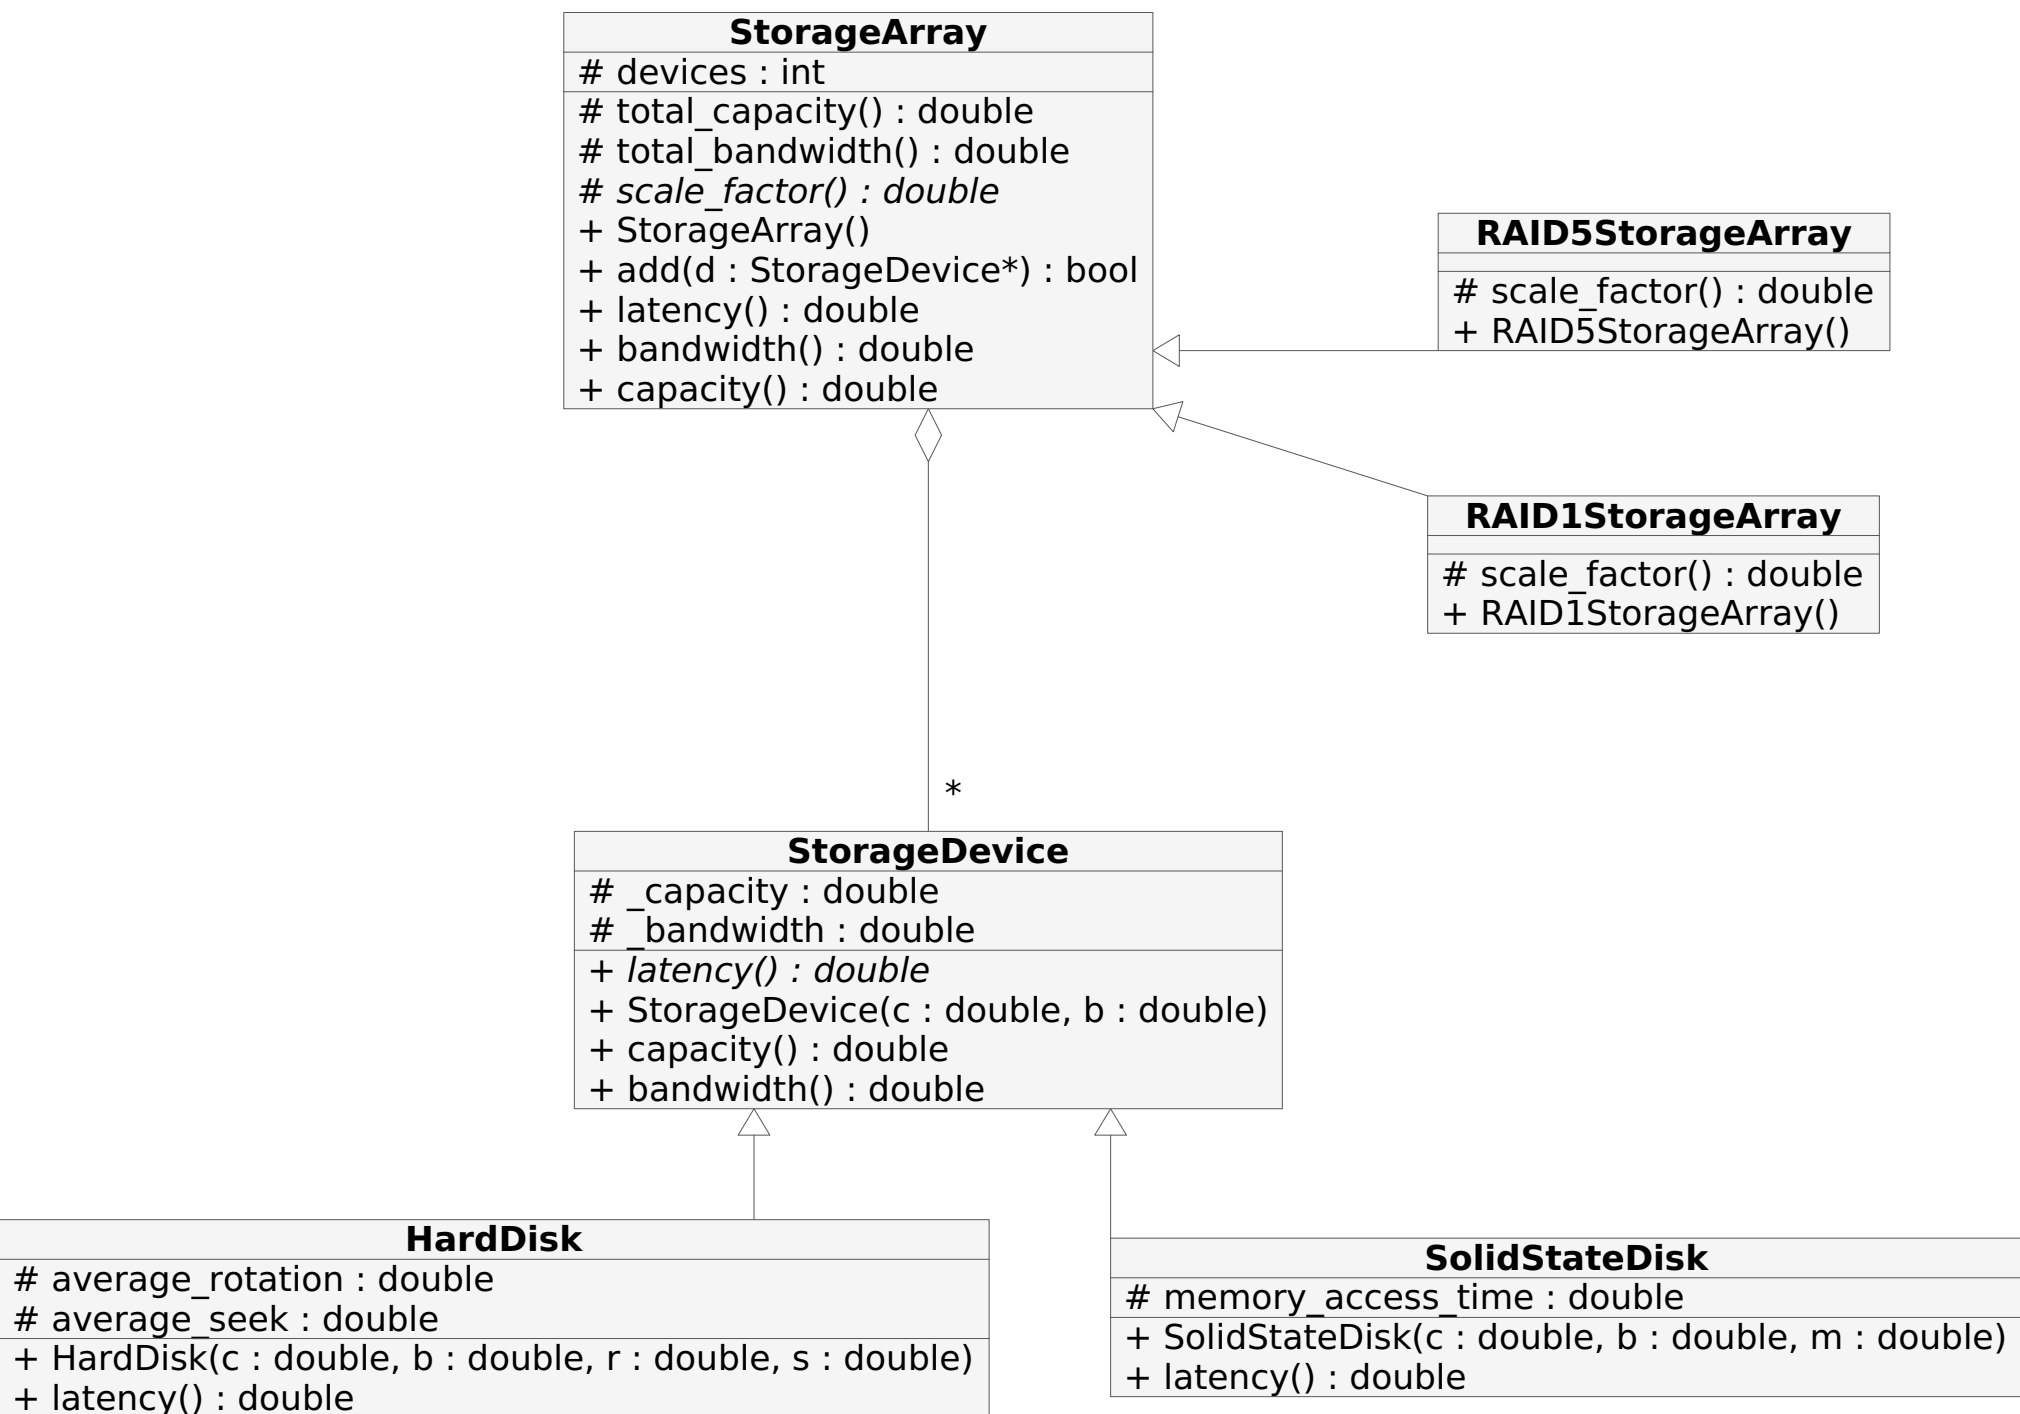 StorageArray
# devices : int
# total_capacity() : double
# total_bandwidth() : double
# scale_factor() : double
+ StorageArray()
+ add(d : StorageDevice*) : bool
+ latency() : double
+ bandwidth() : double
+ capacity() : double
RAID5StorageArray
# scale_factor() : double
+ RAID5StorageArray()
RAID1StorageArray
# scale_factor() : double
+ RAID1StorageArray()
*
StorageDevice
# _capacity : double
# _bandwidth : double
+ latency() : double
+ StorageDevice(c : double, b : double)
+ capacity() : double
+ bandwidth() : double
HardDisk
# average_rotation : double
# average_seek : double
+ HardDisk(c : double, b : double, r : double, s : double)
+ latency() : double
SolidStateDisk
# memory_access_time : double
+ SolidStateDisk(c : double, b : double, m : double)
+ latency() : double